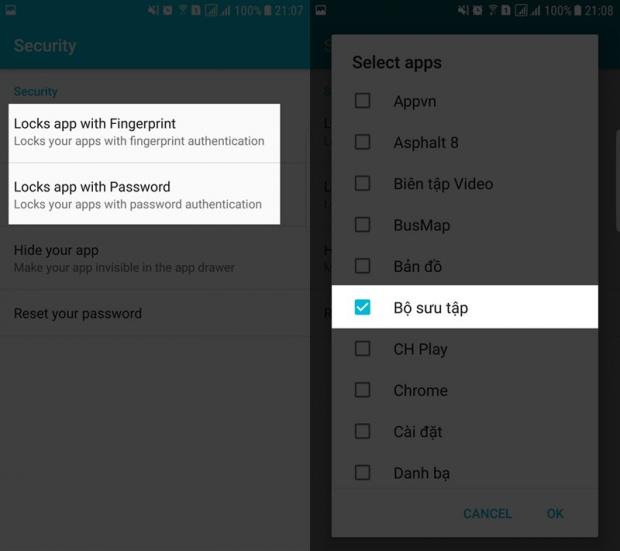 100% 21:07
Security
Security
Locks app with Fingerprint
Locks your apps with fingerprint authentication
Locks app with Password
Locks your apps with password authentication
Hide your app
Make your app invisible in the app drawer
Reset your password
100% 21:08
Select apps
Appvn
Asphalt 8
Biên tập Video
BusMap
Bản đồ
Bộ sưu tập
CH Play
Chrome
Cài đặt
Danh bạ
CANCEL OK